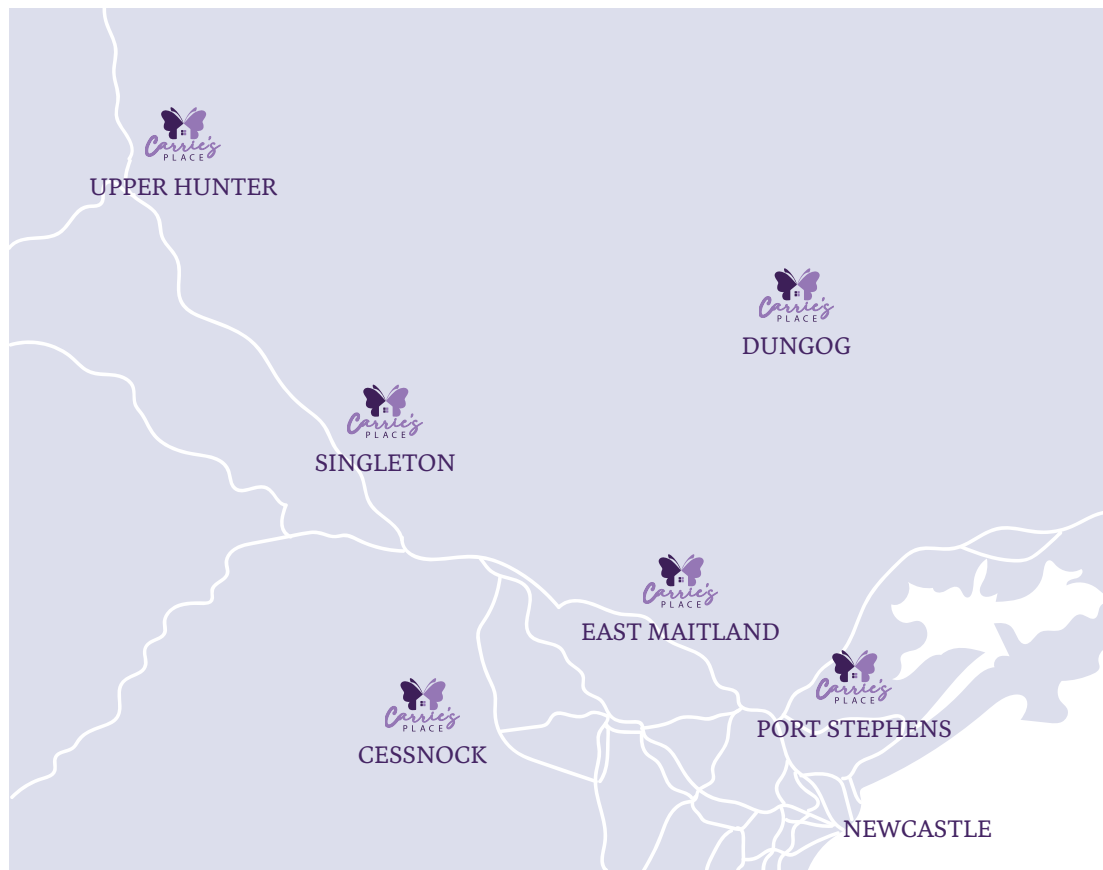 Carrie's
PLACE
UPPER HUNTER
Carrie's
PLACE
DUNGOG
Carrie's
PLACE
SINGLETON
Carrie's
PLACE
EAST MAITLAND
Carrie's
PLACE
PORT STEPHENS
Carrie's
PLACE
CESSNOCK
NEWCASTLE